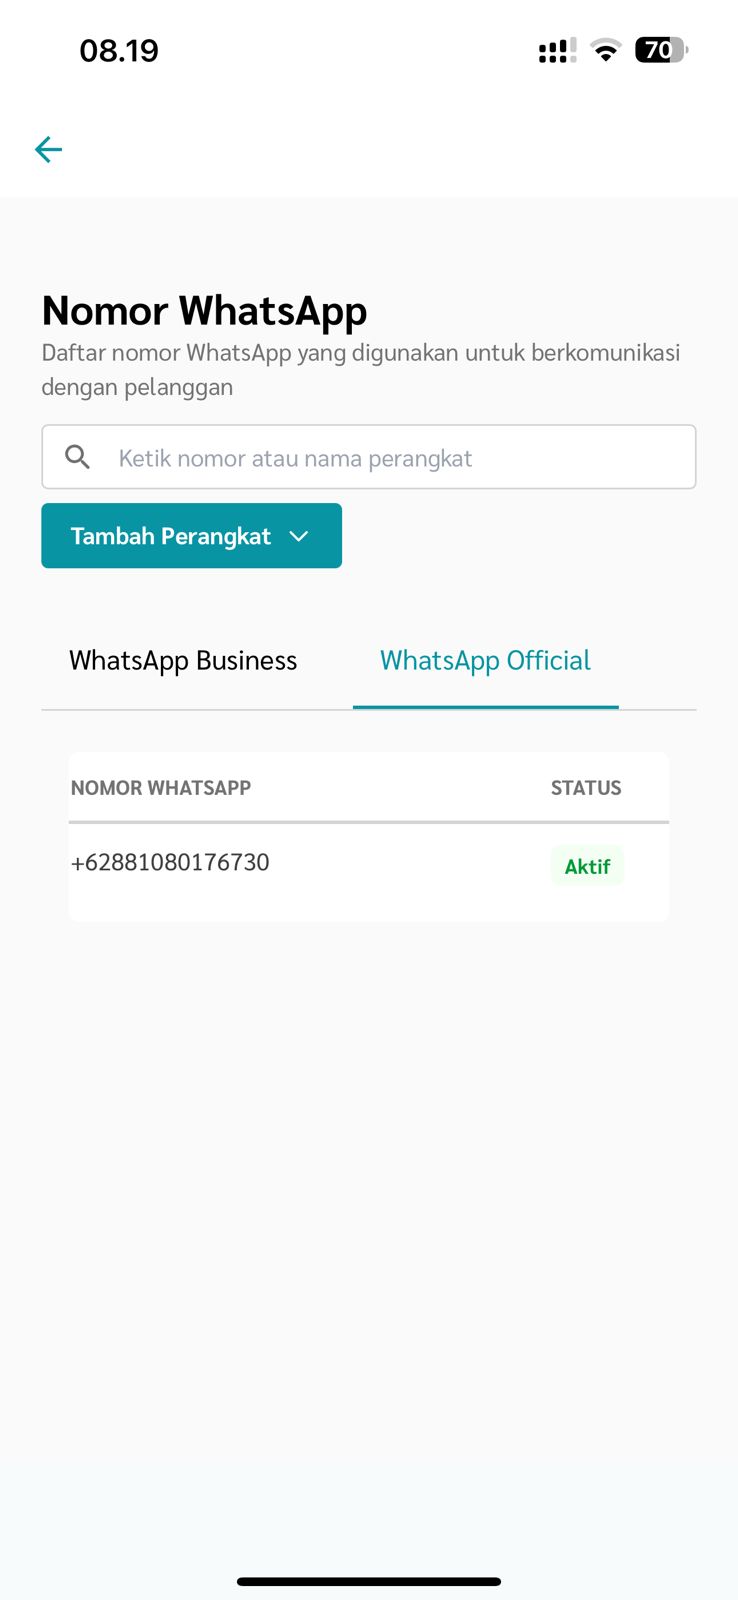 08.19
70
Nomor WhatsApp
Daftar nomor WhatsApp yang digunakan untuk berkomunikasi
dengan pelanggan
Ketik nomor atau nama perangkat
Tambah Perangkat
WhatsApp Business
WhatsApp Official
NOMOR WHATSAPP STATUS
+62881080176730 Aktif